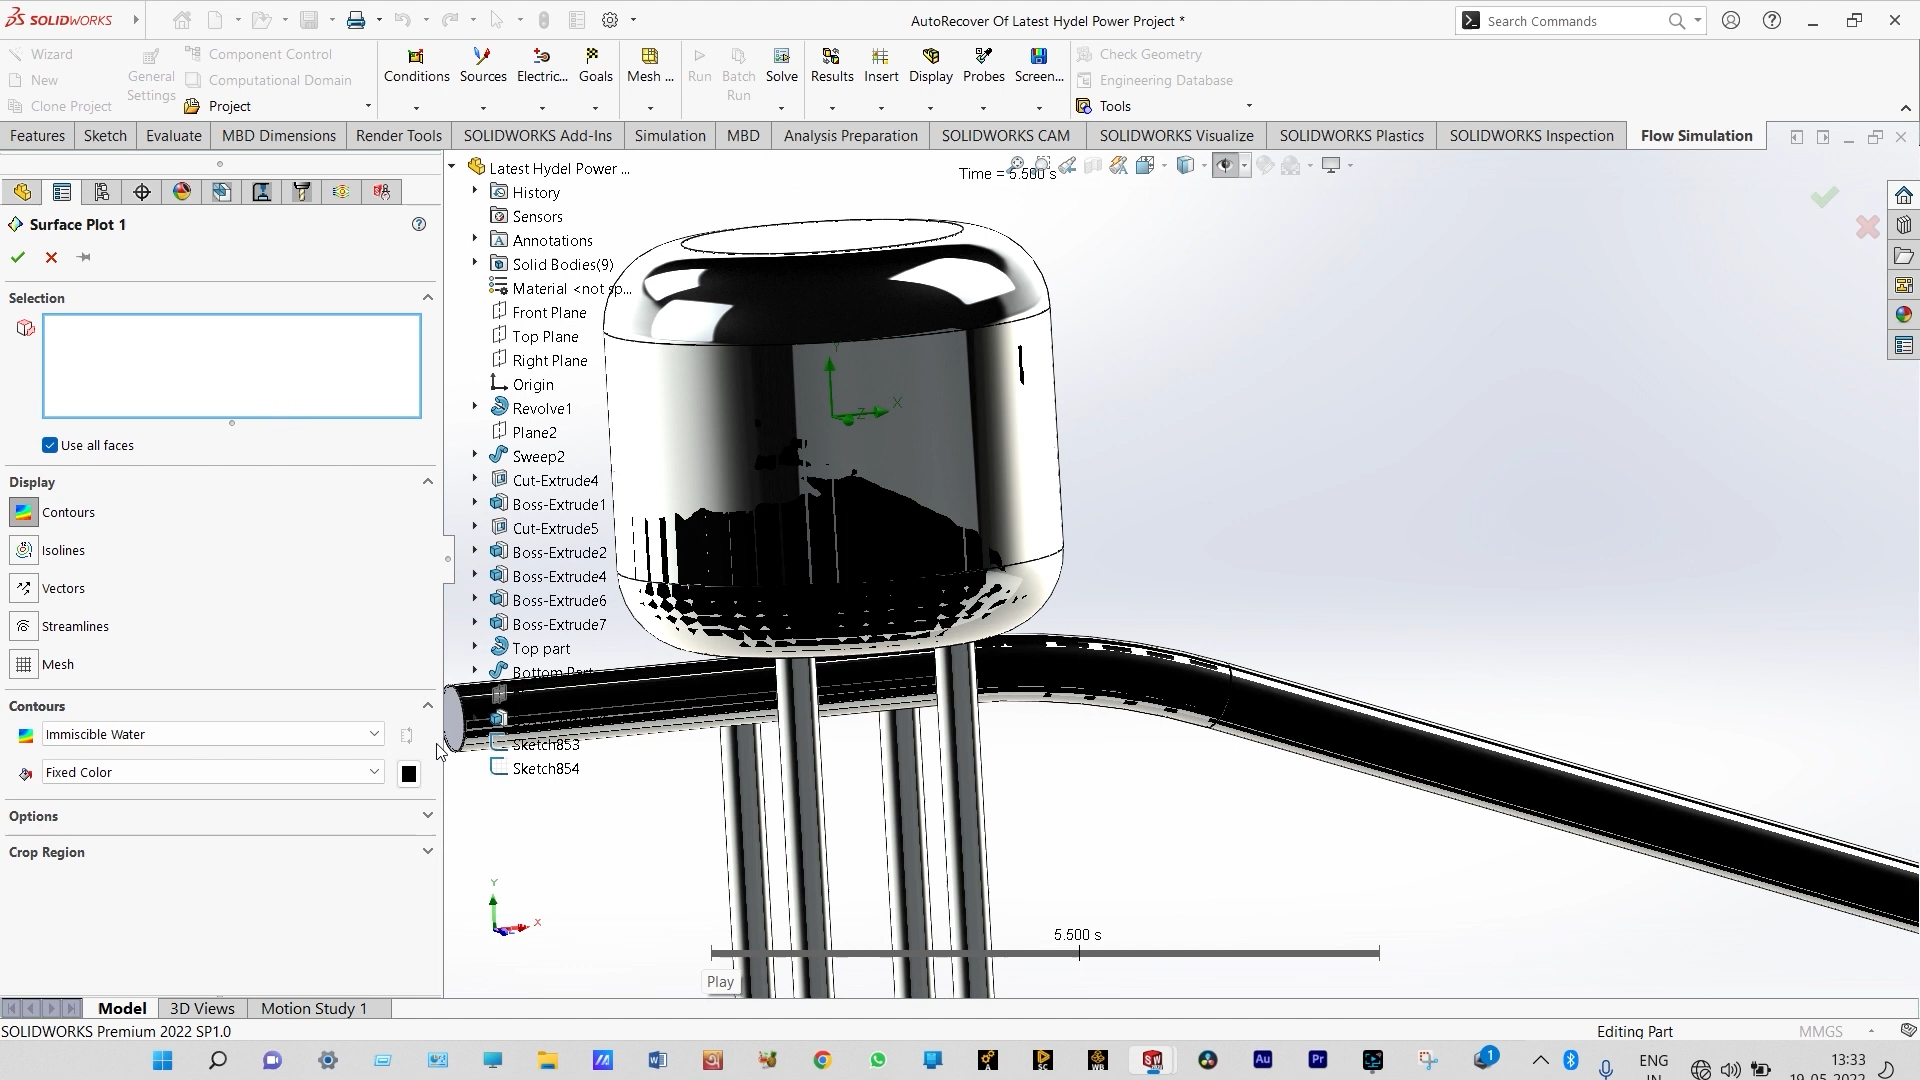 SOLIDWORKS
AutoRecover Of Latest Hydel Power Project *
Search Commands
Wizard
New
Clone Project
General Settings
Component Control
Computational Domain
Project
Conditions
Sources
Electric...
Goals
Mesh ...
Run
Batch Run
Solve
Results
Insert
Display
Probes
Screen...
Check Geometry
Engineering Database
Tools
Features
Sketch
Evaluate
MBD Dimensions
Render Tools
SOLIDWORKS Add-Ins
Simulation
MBD
Analysis Preparation
SOLIDWORKS CAM
SOLIDWORKS Visualize
SOLIDWORKS Plastics
SOLIDWORKS Inspection
Flow Simulation
Surface Plot 1
Selection
Use all faces
Display
Contours
Isolines
Vectors
Streamlines
Mesh
Contours
Immiscible Water
Fixed Color
Options
Crop Region
Latest Hydel Power ...
History
Sensors
Annotations
Solid Bodies(9)
Material <not sp...
Front Plane
Top Plane
Right Plane
Origin
Revolve1
Plane2
Sweep2
Cut-Extrude4
Boss-Extrude1
Cut-Extrude5
Boss-Extrude2
Boss-Extrude4
Boss-Extrude6
Boss-Extrude7
Top part
Bottom Part
Sketch853
Sketch854
Time = 5.500 s
Y
X
Z
Y
X
5.500 s
Play
Model
3D Views
Motion Study 1
SOLIDWORKS Premium 2022 SP1.0
Editing Part
MMGS
1
ENG
IN
13:33
19-05-2022